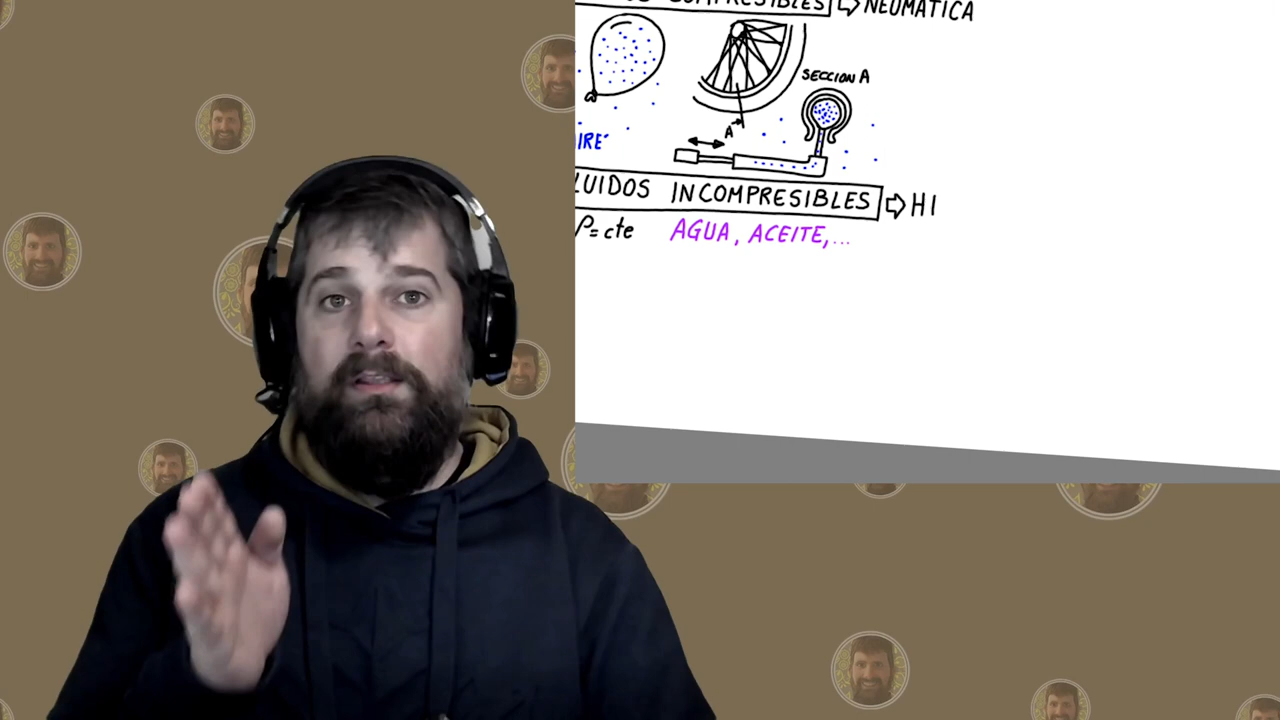 COMPRESIBLES ⇨ NEUMÁTICA
SECCION A
A
IRE
LUIDOS INCOMPRESIBLES ⇨ HI
ρ = cte AGUA, ACEITE,...